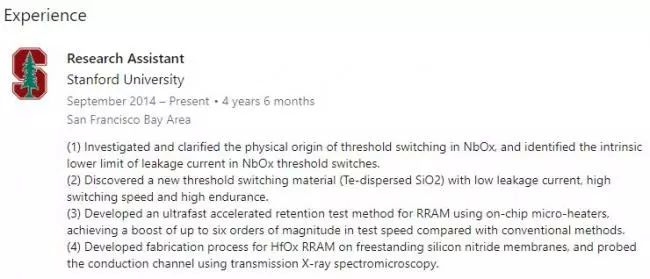 Experience
Research Assistant
Stanford University
September 2014 – Present • 4 years 6 months
San Francisco Bay Area
(1) Investigated and clarified the physical origin of threshold switching in NbOx, and identified the intrinsic
lower limit of leakage current in NbOx threshold switches.
(2) Discovered a new threshold switching material (Te-dispersed SiO2) with low leakage current, high
switching speed and high endurance.
(3) Developed an ultrafast accelerated retention test method for RRAM using on-chip micro-heaters,
achieving a boost of up to six orders of magnitude in test speed compared with conventional methods.
(4) Developed fabrication process for HfOx RRAM on freestanding silicon nitride membranes, and probed
the conduction channel using transmission X-ray spectromicroscopy.